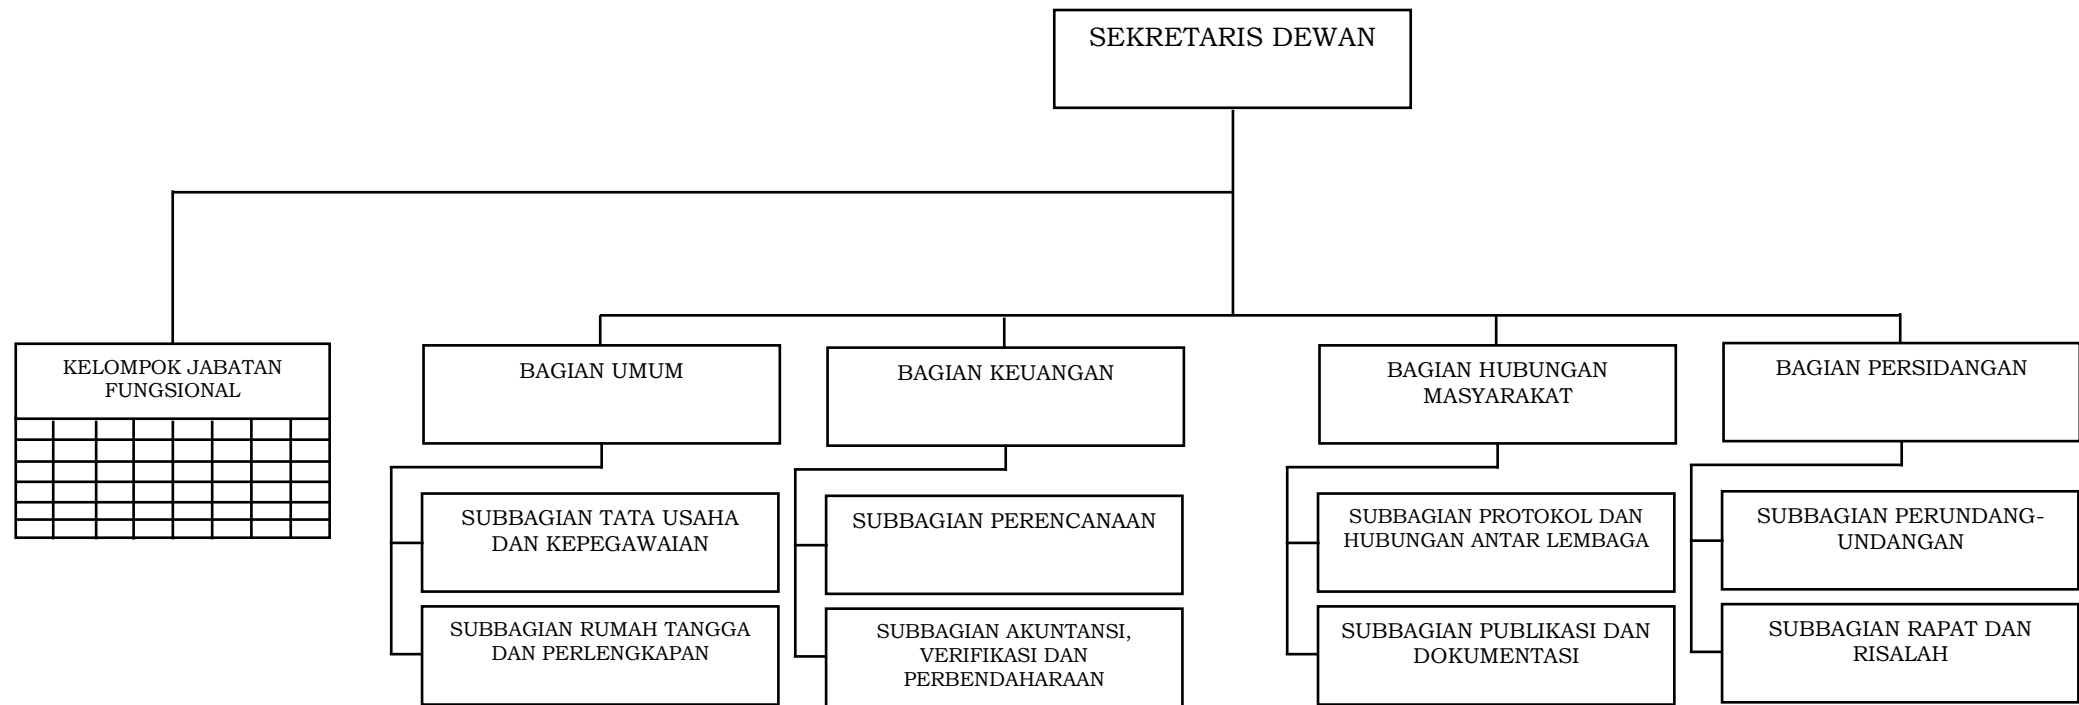 SEKRETARIS DEWAN
KELOMPOK JABATAN
FUNGSIONAL
BAGIAN UMUM
BAGIAN KEUANGAN
BAGIAN HUBUNGAN
MASYARAKAT
BAGIAN PERSIDANGAN
SUBBAGIAN TATA USAHA
DAN KEPEGAWAIAN
SUBBAGIAN PERENCANAAN
SUBBAGIAN PROTOKOL DAN
HUBUNGAN ANTAR LEMBAGA
SUBBAGIAN PERUNDANG-
UNDANGAN
SUBBAGIAN RUMAH TANGGA
DAN PERLENGKAPAN
SUBBAGIAN AKUNTANSI,
VERIFIKASI DAN
PERBENDAHARAAN
SUBBAGIAN PUBLIKASI DAN
DOKUMENTASI
SUBBAGIAN RAPAT DAN
RISALAH